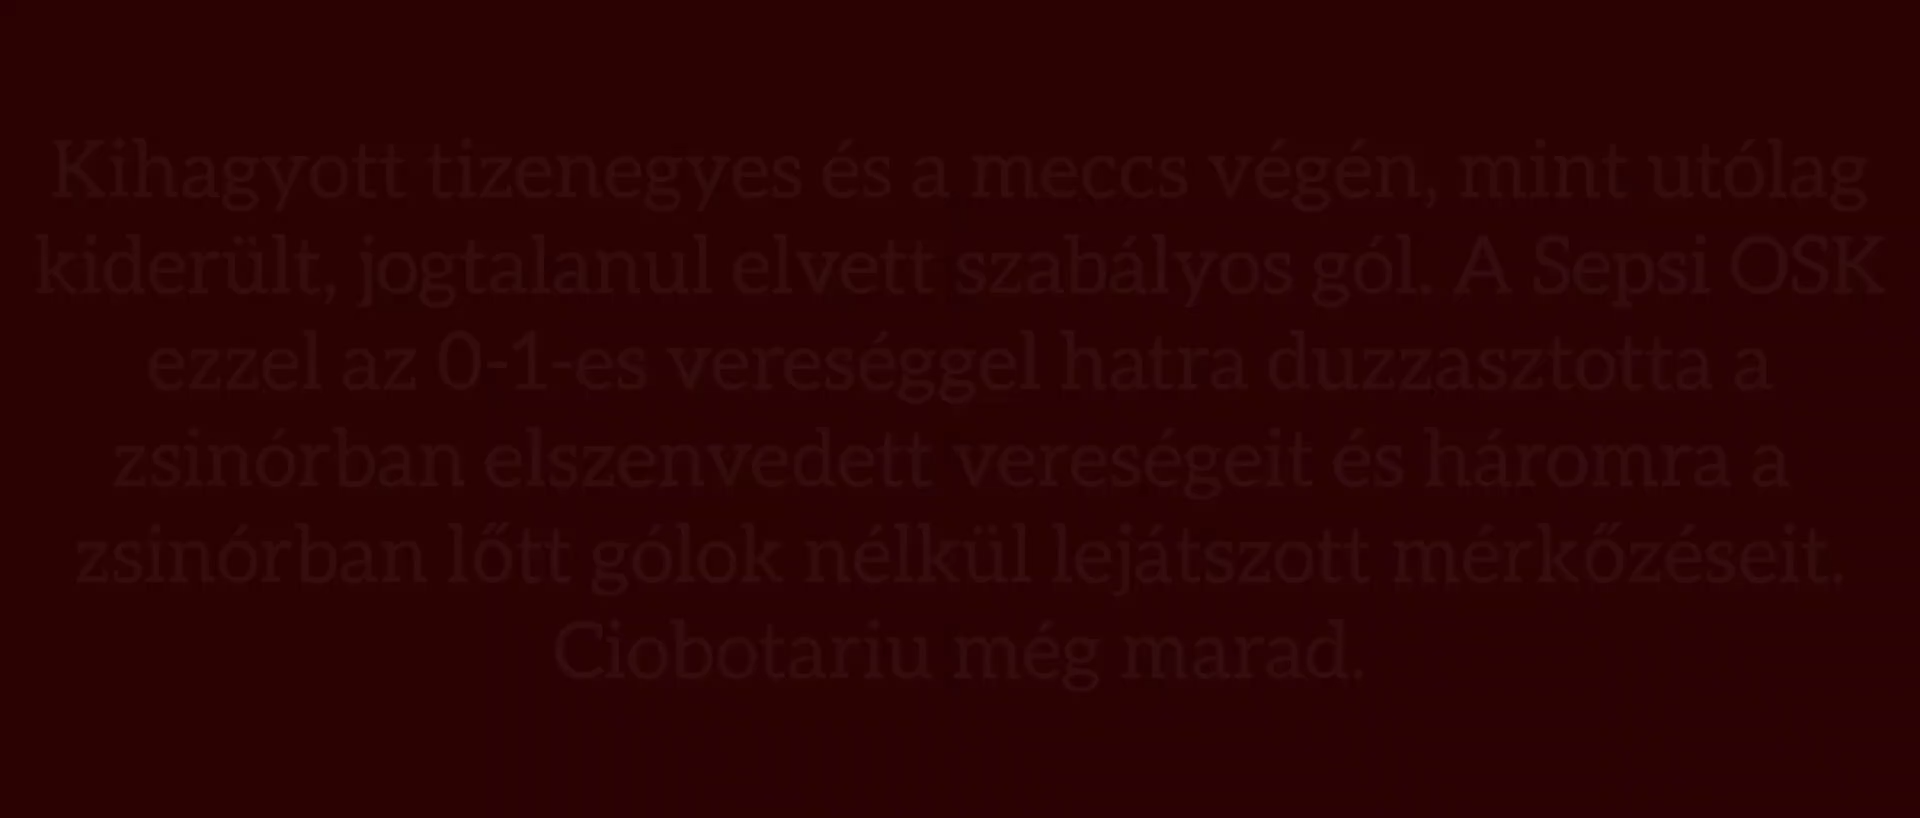 Kihagyott tizenegyes és a meccs végén, mint utólag
kiderült, jogtalanul elvett szabályos gól. A Sepsi OSK
ezzel az 0-1-es vereséggel hatra duzzasztotta a
zsinórban elszenvedett vereségeit és háromra a
zsinórban lőtt gólok nélkül lejátszott mérkőzéseit.
Ciobotariu még marad.